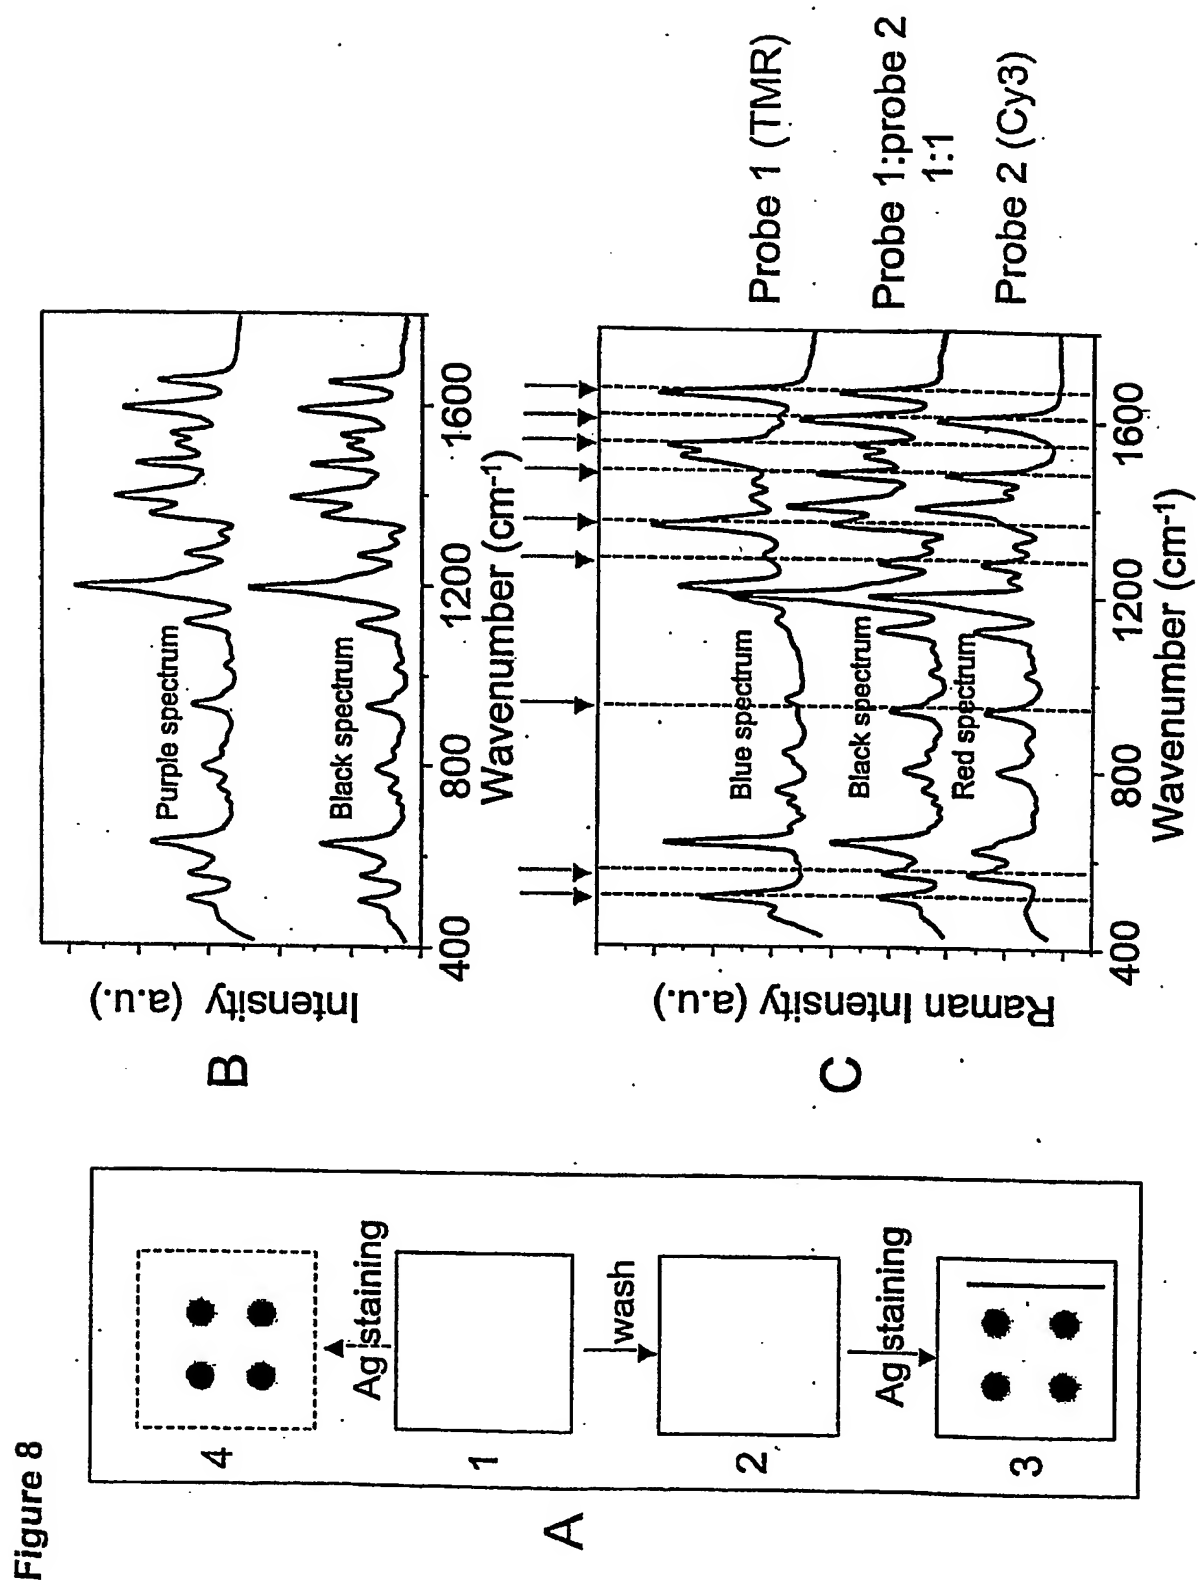 Figure 8
A
4
Ag staining
1
wash
2
Ag staining
3
B
Intensity (a.u.)
Purple spectrum
Black spectrum
400
800
1200
1600
Wavenumber (cm-1)
C
Raman Intensity (a.u.)
Blue spectrum
Black spectrum
Red spectrum
400
800
1200
1600
Wavenumber (cm-1)
Probe 1 (TMR)
Probe 1:probe 2
1:1
Probe 2 (Cy3)